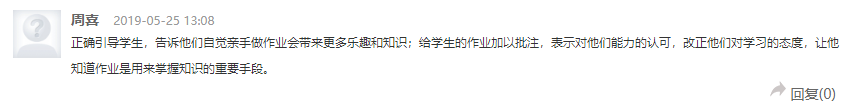 周喜 2019-05-25 13:08
正确引导学生，告诉他们自觉亲手做作业会带来更多乐趣和知识；给学生的作业加以批注，表示对他们能力的认可，改正他们对学习的态度，让他
知道作业是用来掌握知识的重要手段。
回复(0)